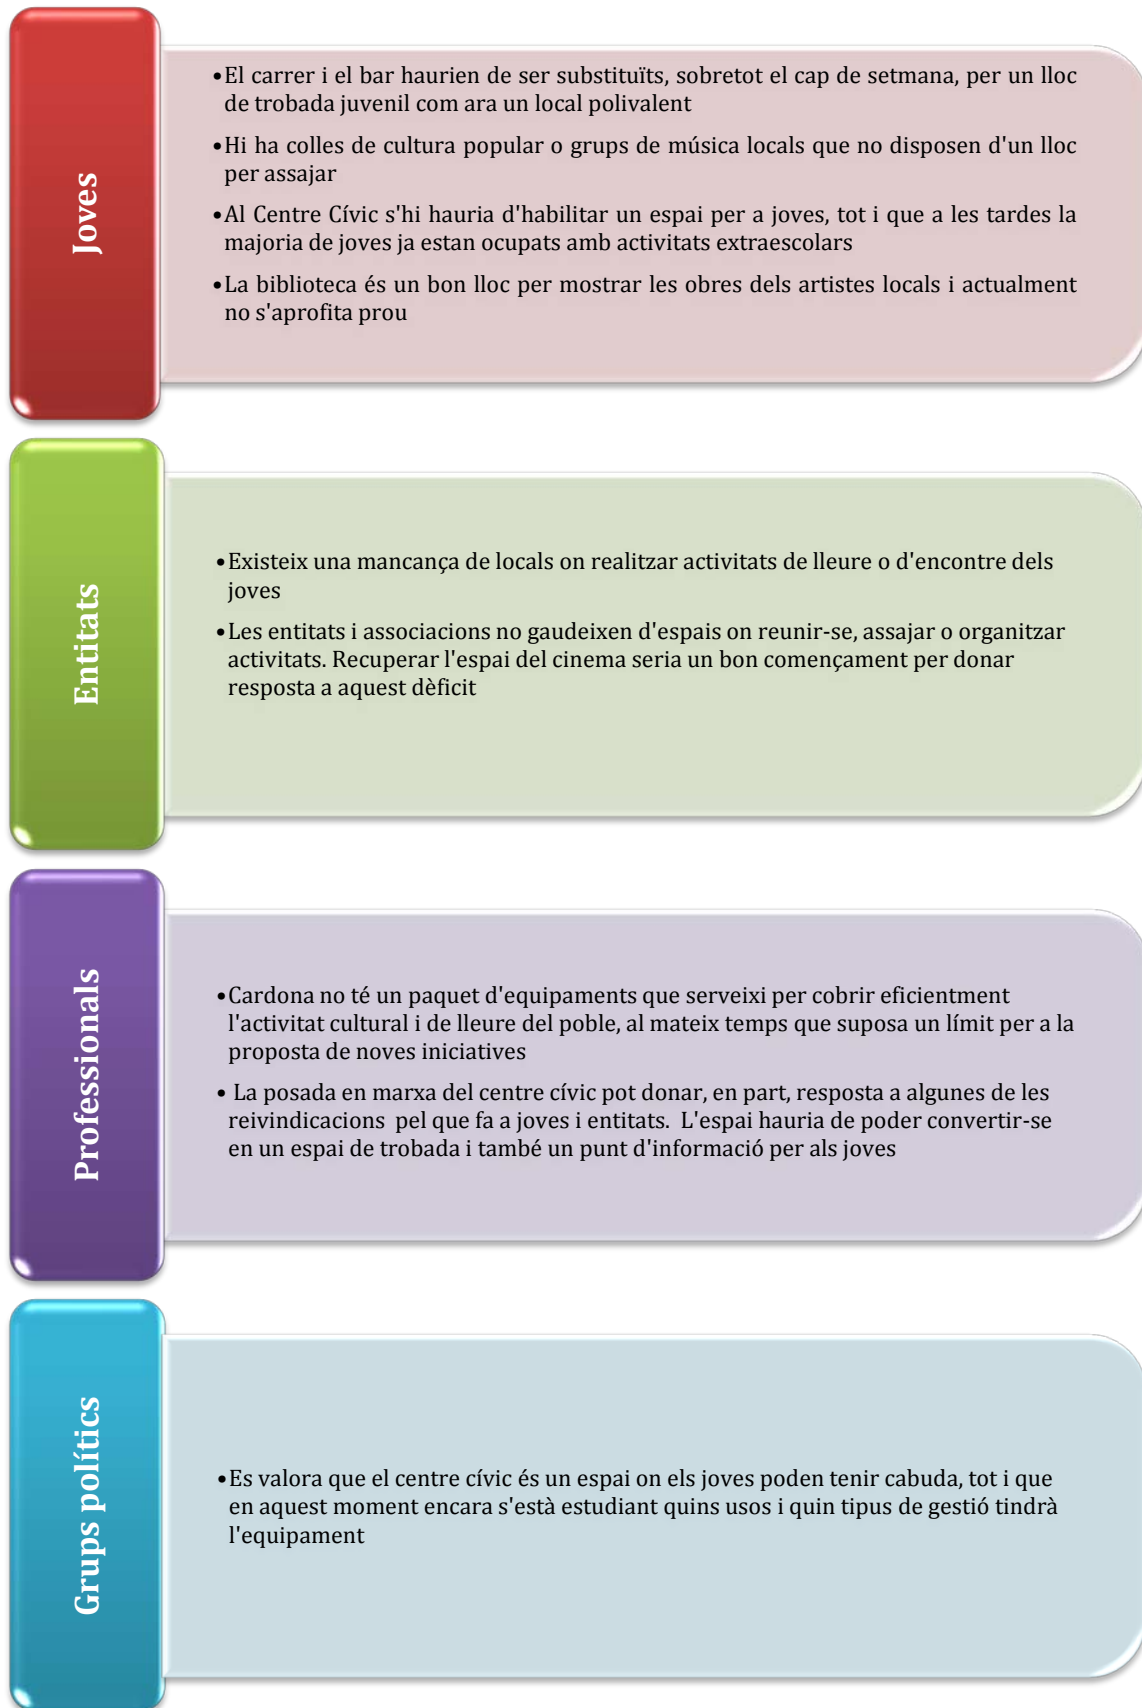 Joves
•El carrer i el bar haurien de ser substituïts, sobretot el cap de setmana, per un lloc
de trobada juvenil com ara un local polivalent
•Hi ha colles de cultura popular o grups de música locals que no disposen d'un lloc
per assajar
•Al Centre Cívic s'hi hauria d'habilitar un espai per a joves, tot i que a les tardes la
majoria de joves ja estan ocupats amb activitats extraescolars
•La biblioteca és un bon lloc per mostrar les obres dels artistes locals i actualment
no s'aprofita prou
Entitats
•Existeix una mancança de locals on realitzar activitats de lleure o d'encontre dels
joves
•Les entitats i associacions no gaudeixen d'espais on reunir-se, assajar o organitzar
activitats. Recuperar l'espai del cinema seria un bon començament per donar
resposta a aquest dèficit
Professionals
•Cardona no té un paquet d'equipaments que serveixi per cobrir eficientment
l'activitat cultural i de lleure del poble, al mateix temps que suposa un límit per a la
proposta de noves iniciatives
• La posada en marxa del centre cívic pot donar, en part, resposta a algunes de les
reivindicacions pel que fa a joves i entitats. L'espai hauria de poder convertir-se
en un espai de trobada i també un punt d'informació per als joves
Grups polítics
•Es valora que el centre cívic és un espai on els joves poden tenir cabuda, tot i que
en aquest moment encara s'està estudiant quins usos i quin tipus de gestió tindrà
l'equipament